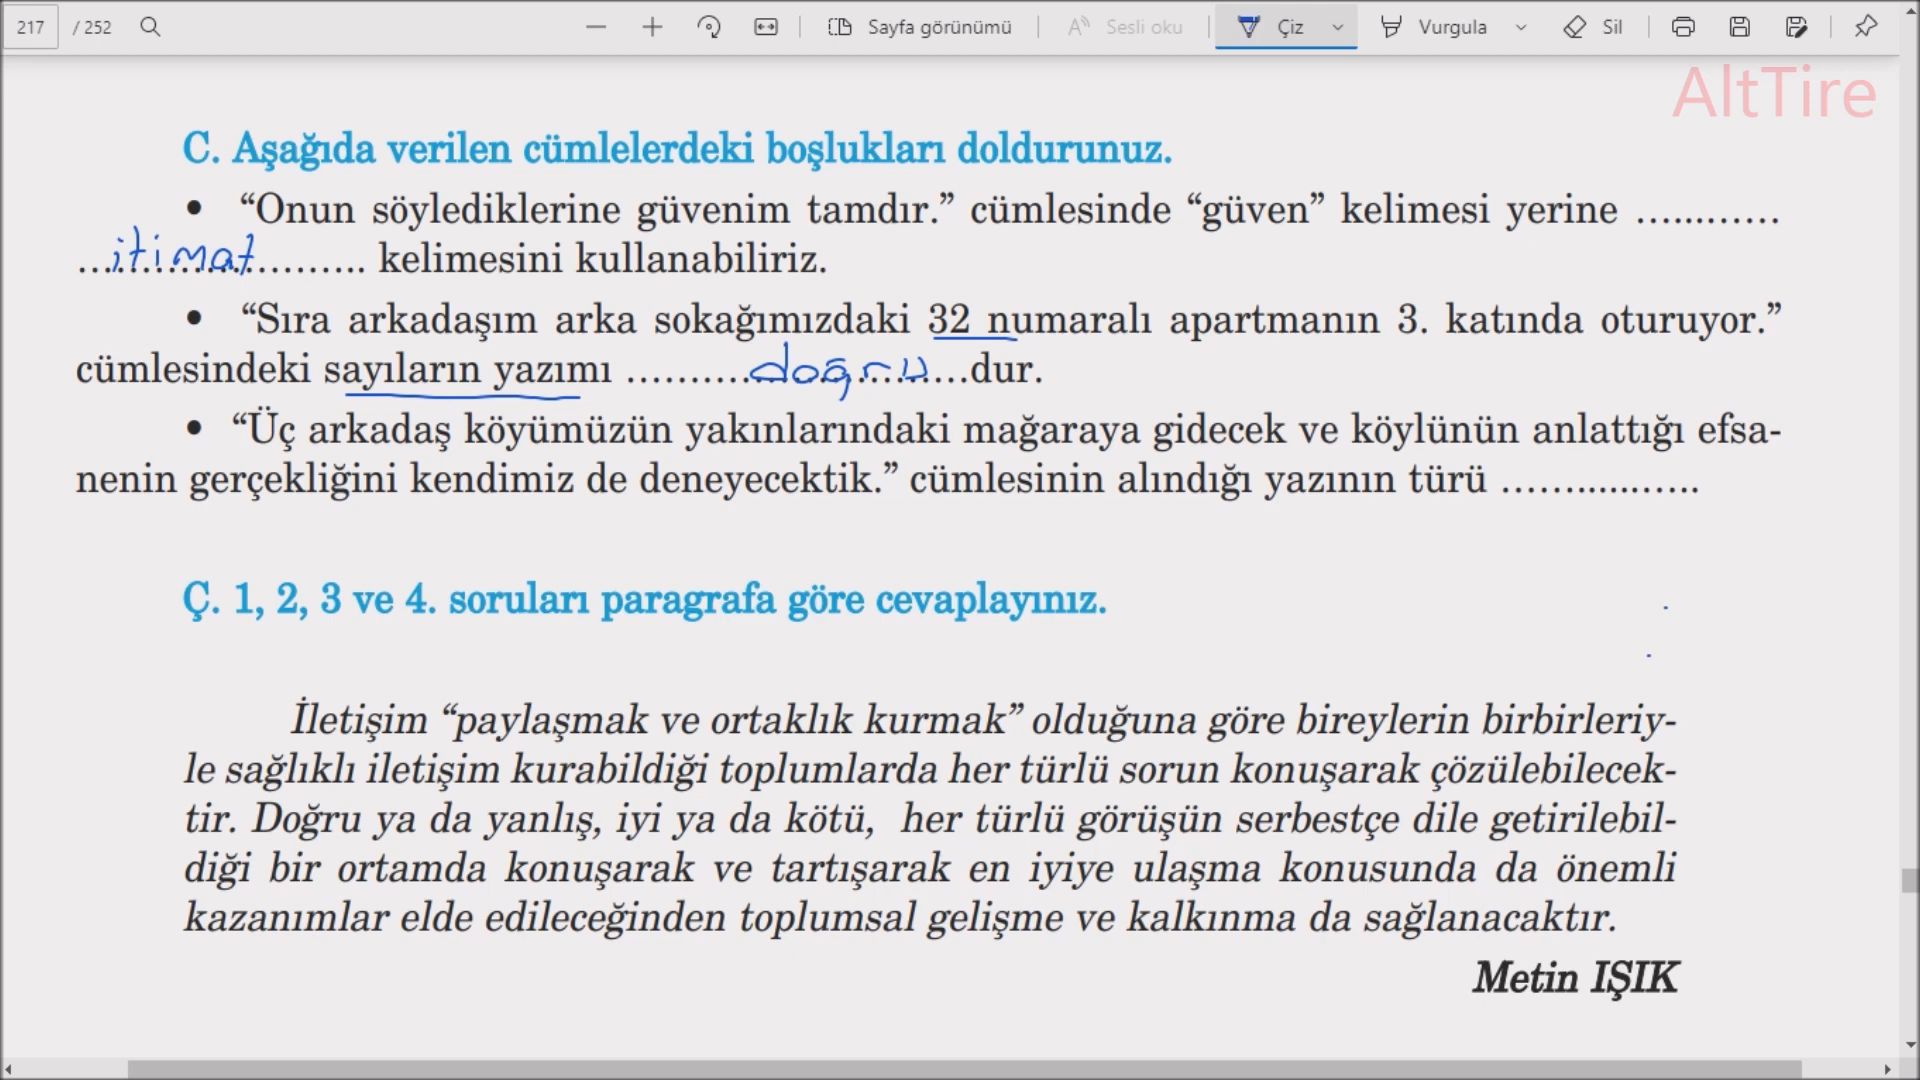 217 / 252 Sayfa görünümü Sesli oku Çiz Vurgula Sil
AltTire
C. Aşağıda verilen cümlelerdeki boşlukları doldurunuz.
• “Onun söylediklerine güvenim tamdır.” cümlesinde “güven” kelimesi yerine ............
itimat ...................... kelimesini kullanabiliriz.
• “Sıra arkadaşım arka sokağımızdaki 32 numaralı apartmanın 3. katında oturuyor.”
cümlesindeki sayıların yazımı ..........doğru..........dur.
• “Üç arkadaş köyümüzün yakınlarındaki mağaraya gidecek ve köylünün anlattığı efsa-
nenin gerçekliğini kendimiz de deneyecektik.” cümlesinin alındığı yazının türü ................
Ç. 1, 2, 3 ve 4. soruları paragrafa göre cevaplayınız.
İletişim “paylaşmak ve ortaklık kurmak” olduğuna göre bireylerin birbirleriy-
le sağlıklı iletişim kurabildiği toplumlarda her türlü sorun konuşarak çözülebilecek-
tir. Doğru ya da yanlış, iyi ya da kötü, her türlü görüşün serbestçe dile getirilebil-
diği bir ortamda konuşarak ve tartışarak en iyiye ulaşma konusunda da önemli
kazanımlar elde edileceğinden toplumsal gelişme ve kalkınma da sağlanacaktır.
Metin IŞIK